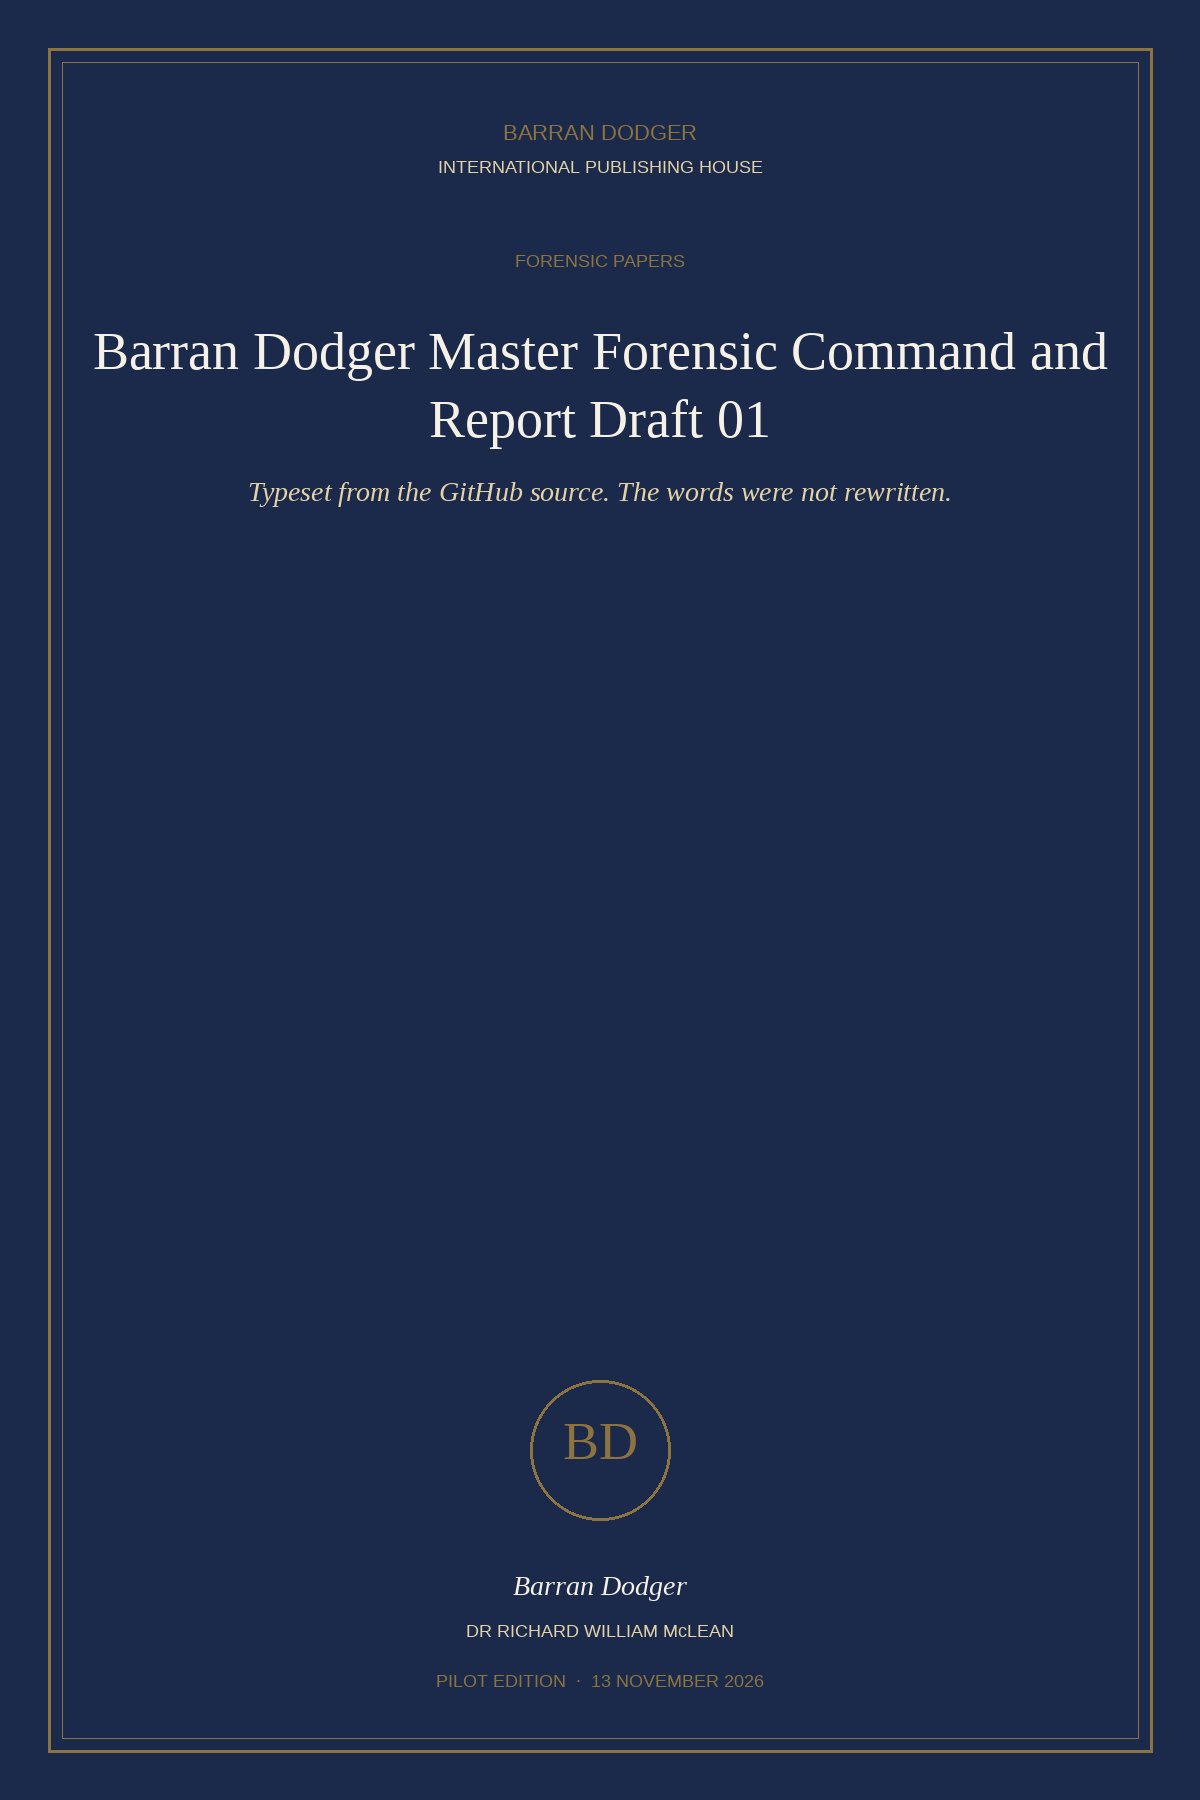 BARRAN DODGER
INTERNATIONAL PUBLISHING HOUSE
FORENSIC PAPERS
Barran Dodger Master Forensic Command and
Report Draft 01
Typeset from the GitHub source. The words were not rewritten.
BD
Barran Dodger
DR RICHARD WILLIAM McLEAN
PILOT EDITION · 13 NOVEMBER 2026